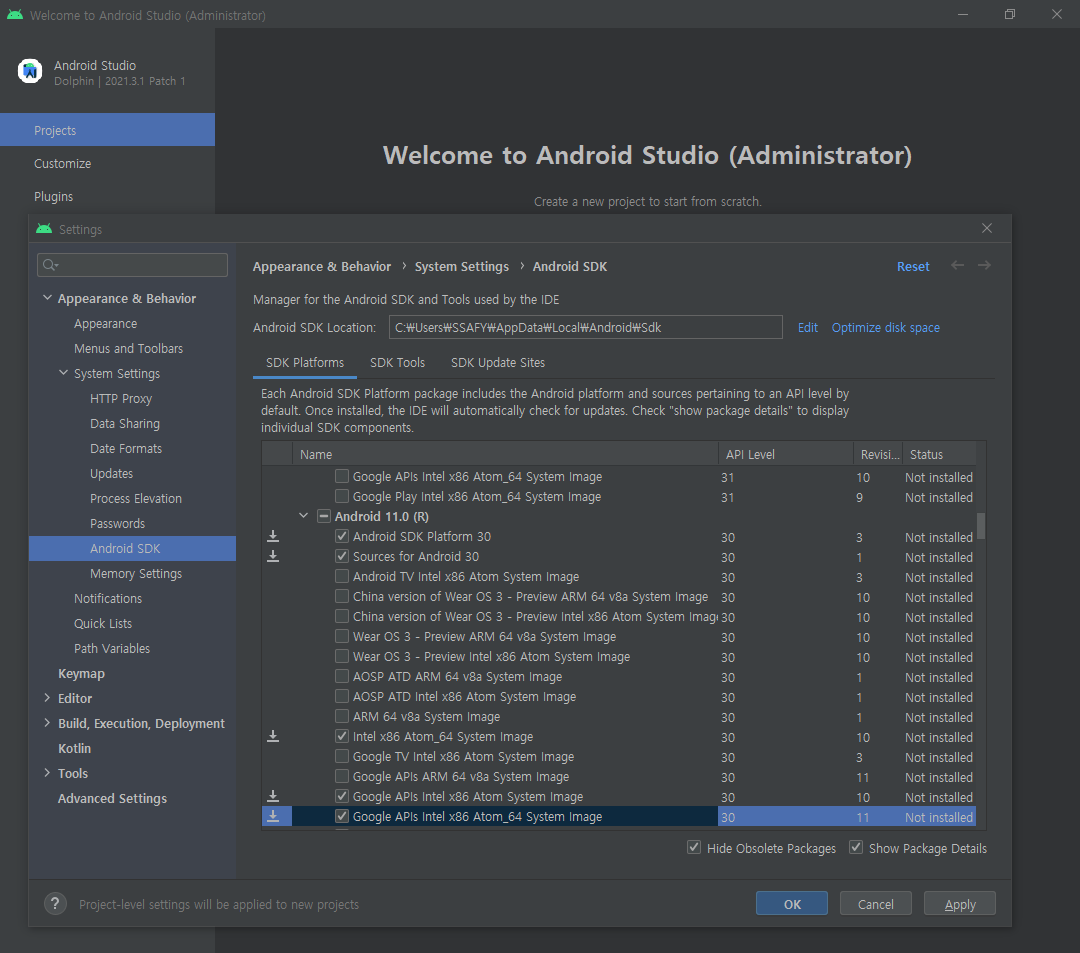 Welcome to Android Studio (Administrator)
Android Studio
Dolphin | 2021.3.1 Patch 1
Projects
Customize
Plugins
Welcome to Android Studio (Administrator)
Create a new project to start from scratch.
Settings
Appearance & Behavior
Appearance
Menus and Toolbars
System Settings
HTTP Proxy
Data Sharing
Date Formats
Updates
Process Elevation
Passwords
Android SDK
Memory Settings
Notifications
Quick Lists
Path Variables
Keymap
Editor
Build, Execution, Deployment
Kotlin
Tools
Advanced Settings
Appearance & Behavior › System Settings › Android SDK Reset
Manager for the Android SDK and Tools used by the IDE
Android SDK Location: C:₩Users₩SSAFY₩AppData₩Local₩Android₩Sdk Edit Optimize disk space
SDK Platforms SDK Tools SDK Update Sites
Each Android SDK Platform package includes the Android platform and sources pertaining to an API level by
default. Once installed, the IDE will automatically check for updates. Check "show package details" to display
individual SDK components.
Name API Level Revisi... Status
Google APIs Intel x86 Atom_64 System Image 31 10 Not installed
Google Play Intel x86 Atom_64 System Image 31 9 Not installed
Android 11.0 (R)
Android SDK Platform 30 30 3 Not installed
Sources for Android 30 30 1 Not installed
Android TV Intel x86 Atom System Image 30 3 Not installed
China version of Wear OS 3 - Preview ARM 64 v8a System Image 30 10 Not installed
China version of Wear OS 3 - Preview Intel x86 Atom System Imag 30 10 Not installed
Wear OS 3 - Preview ARM 64 v8a System Image 30 10 Not installed
Wear OS 3 - Preview Intel x86 Atom System Image 30 10 Not installed
AOSP ATD ARM 64 v8a System Image 30 1 Not installed
AOSP ATD Intel x86 Atom System Image 30 1 Not installed
ARM 64 v8a System Image 30 1 Not installed
Intel x86 Atom_64 System Image 30 10 Not installed
Google TV Intel x86 Atom System Image 30 3 Not installed
Google APIs ARM 64 v8a System Image 30 11 Not installed
Google APIs Intel x86 Atom System Image 30 10 Not installed
Google APIs Intel x86 Atom_64 System Image 30 11 Not installed
Hide Obsolete Packages Show Package Details
? Project-level settings will be applied to new projects
OK Cancel Apply